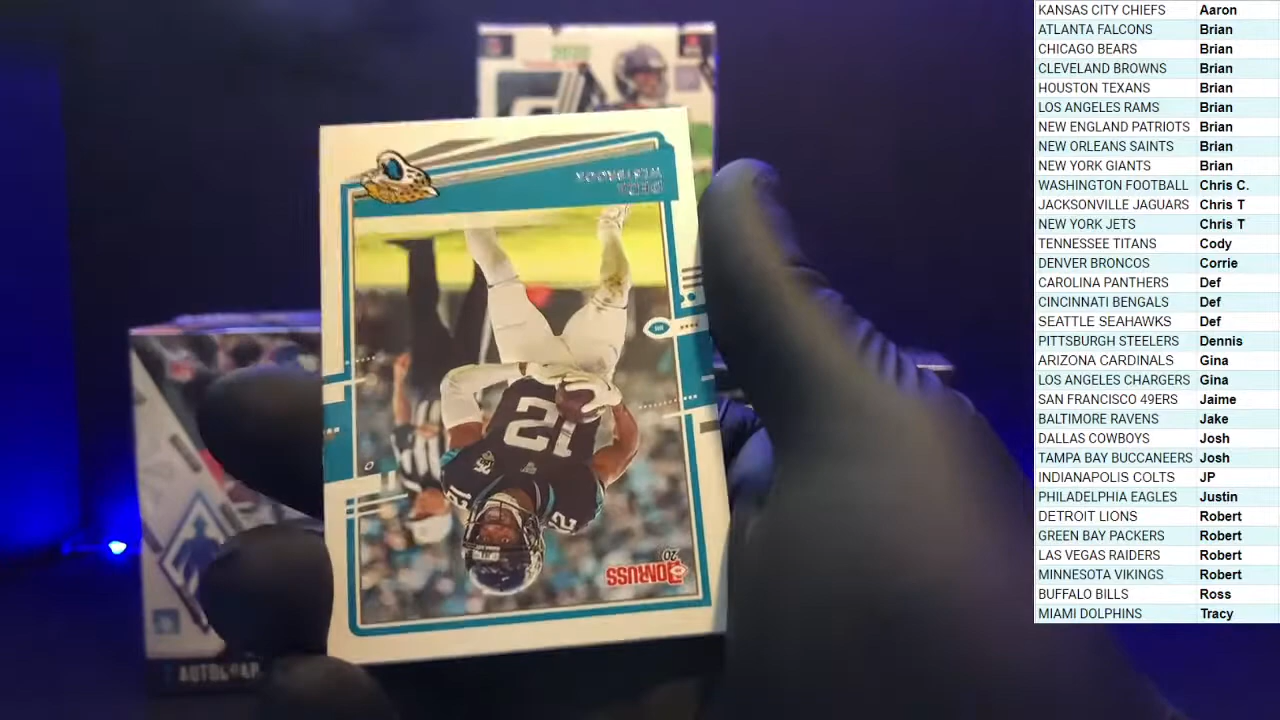 KANSAS CITY CHIEFS Aaron
ATLANTA FALCONS Brian
CHICAGO BEARS Brian
CLEVELAND BROWNS Brian
HOUSTON TEXANS Brian
LOS ANGELES RAMS Brian
NEW ENGLAND PATRIOTS Brian
NEW ORLEANS SAINTS Brian
NEW YORK GIANTS Brian
WASHINGTON FOOTBALL Chris C.
JACKSONVILLE JAGUARS Chris T
NEW YORK JETS Chris T
TENNESSEE TITANS Cody
DENVER BRONCOS Corrie
CAROLINA PANTHERS Def
CINCINNATI BENGALS Def
SEATTLE SEAHAWKS Def
PITTSBURGH STEELERS Dennis
ARIZONA CARDINALS Gina
LOS ANGELES CHARGERS Gina
SAN FRANCISCO 49ERS Jaime
BALTIMORE RAVENS Jake
DALLAS COWBOYS Josh
TAMPA BAY BUCCANEERS Josh
INDIANAPOLIS COLTS JP
PHILADELPHIA EAGLES Justin
DETROIT LIONS Robert
GREEN BAY PACKERS Robert
LAS VEGAS RAIDERS Robert
MINNESOTA VIKINGS Robert
BUFFALO BILLS Ross
MIAMI DOLPHINS Tracy
DEDE
WESTBROOK
12
12
12
DONRUSS
20